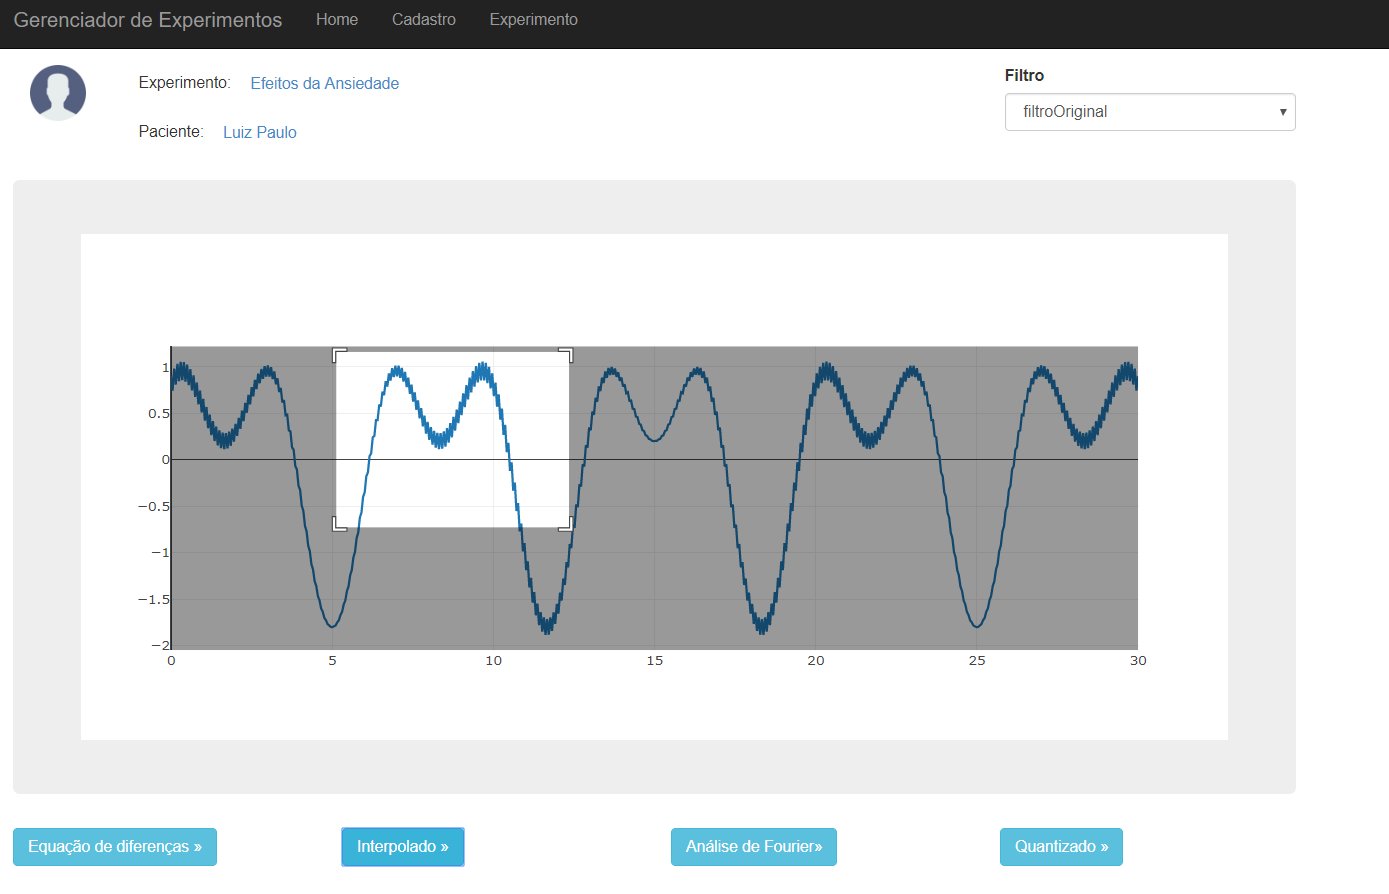 Gerenciador de Experimentos Home Cadastro Experimento
Experimento: Efeitos da Ansiedade
Paciente: Luiz Paulo
Filtro
filtroOriginal
1
0.5
0
−0.5
−1
−1.5
−2
0 5 10 15 20 25 30
Equação de diferenças » Interpolado » Análise de Fourier» Quantizado »